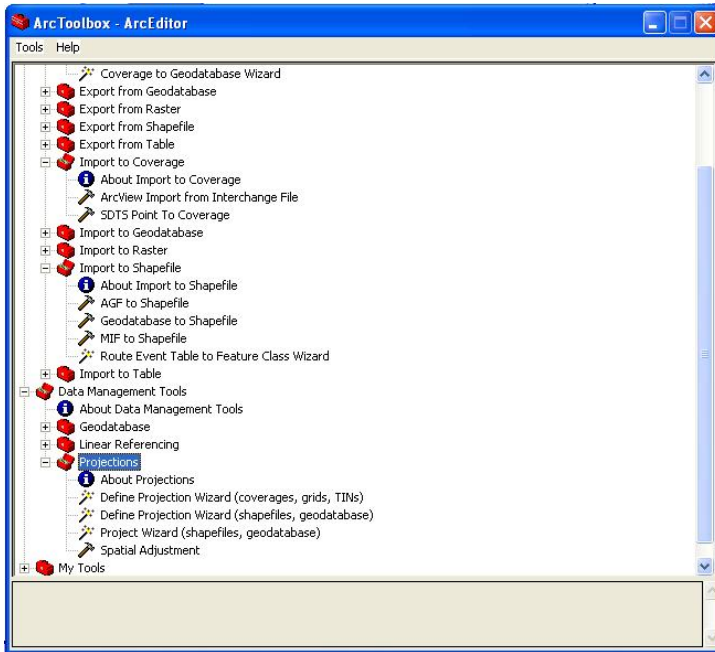 ArcToolbox - ArcEditor
Tools Help
Coverage to Geodatabase Wizard
Export from Geodatabase
Export from Raster
Export from Shapefile
Export from Table
Import to Coverage
About Import to Coverage
ArcView Import from Interchange File
SDTS Point To Coverage
Import to Geodatabase
Import to Raster
Import to Shapefile
About Import to Shapefile
AGF to Shapefile
Geodatabase to Shapefile
MIF to Shapefile
Route Event Table to Feature Class Wizard
Import to Table
Data Management Tools
About Data Management Tools
Geodatabase
Linear Referencing
Projections
About Projections
Define Projection Wizard (coverages, grids, TINs)
Define Projection Wizard (shapefiles, geodatabase)
Project Wizard (shapefiles, geodatabase)
Spatial Adjustment
My Tools